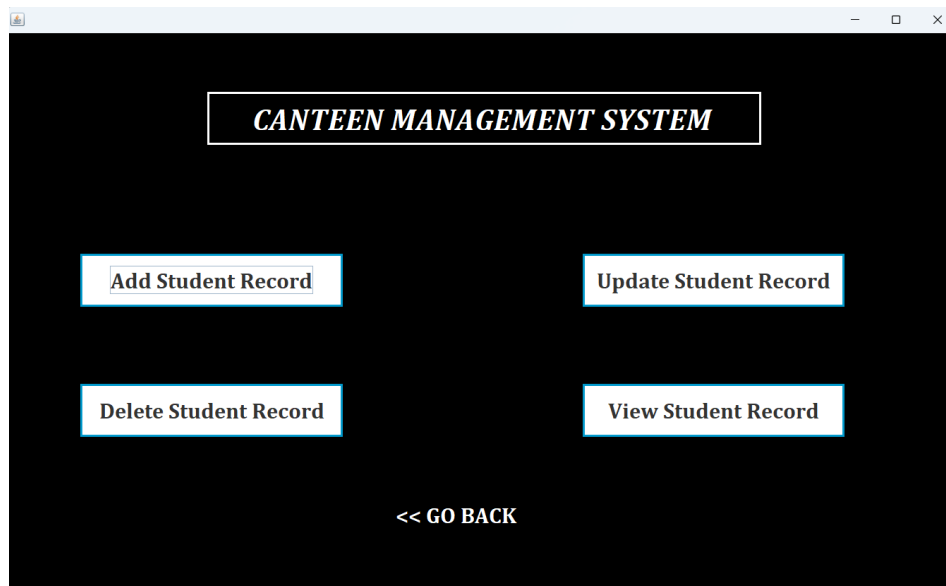 CANTEEN MANAGEMENT SYSTEM
Add Student Record
Update Student Record
Delete Student Record
View Student Record
<< GO BACK